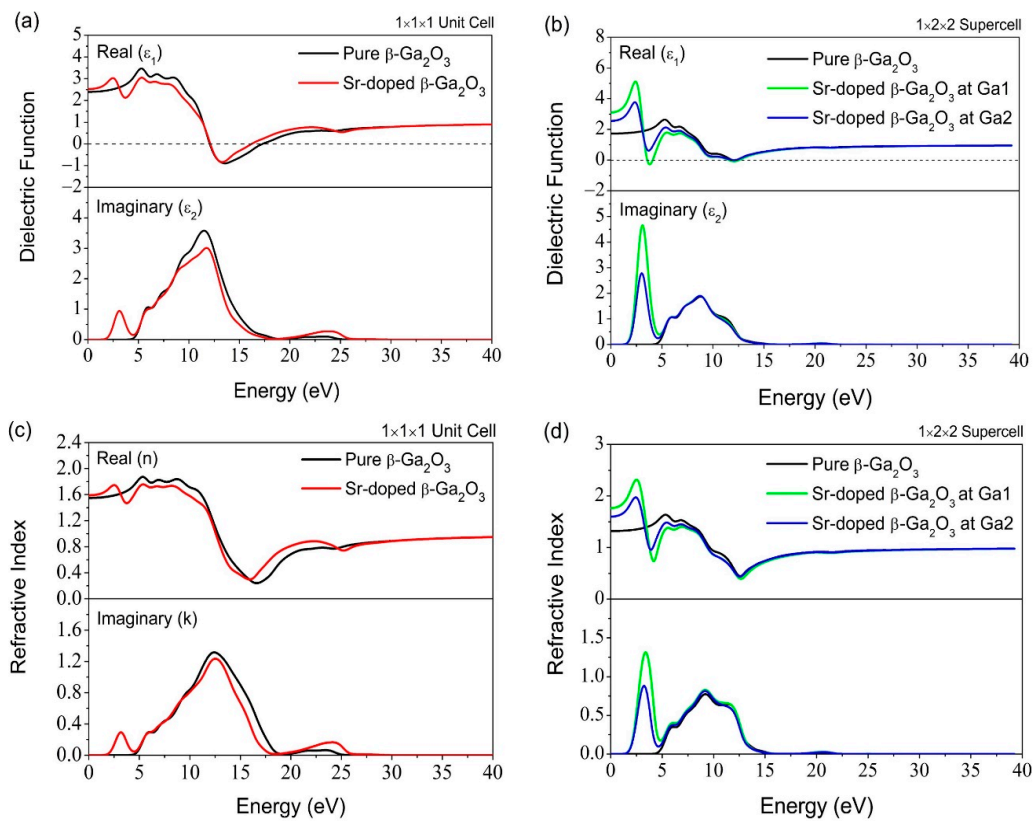 (a)
1×1×1 Unit Cell
Real (ε₁)
Pure β-Ga₂O₃
Sr-doped β-Ga₂O₃
5
4
3
2
1
0
−1
−2
Dielectric Function
Imaginary (ε₂)
4
3
2
1
0
0 5 10 15 20 25 30 35 40
Energy (eV)
(b)
1×2×2 Supercell
Real (ε₁)
Pure β-Ga₂O₃
Sr-doped β-Ga₂O₃ at Ga1
Sr-doped β-Ga₂O₃ at Ga2
8
6
4
2
0
−2
Dielectric Function
Imaginary (ε₂)
5
4
3
2
1
0
0 5 10 15 20 25 30 35 40
Energy (eV)
(c)
1×1×1 Unit Cell
Real (n)
Pure β-Ga₂O₃
Sr-doped β-Ga₂O₃
2.4
2.0
1.6
1.2
0.8
0.4
0.0
Refractive Index
Imaginary (k)
1.6
1.2
0.8
0.4
0.0
0 5 10 15 20 25 30 35 40
Energy (eV)
(d)
1×2×2 Supercell
Pure β-Ga₂O₃
Sr-doped β-Ga₂O₃ at Ga1
Sr-doped β-Ga₂O₃ at Ga2
3
2
1
0
Refractive Index
1.5
1.0
0.5
0.0
0 5 10 15 20 25 30 35 40
Energy (eV)